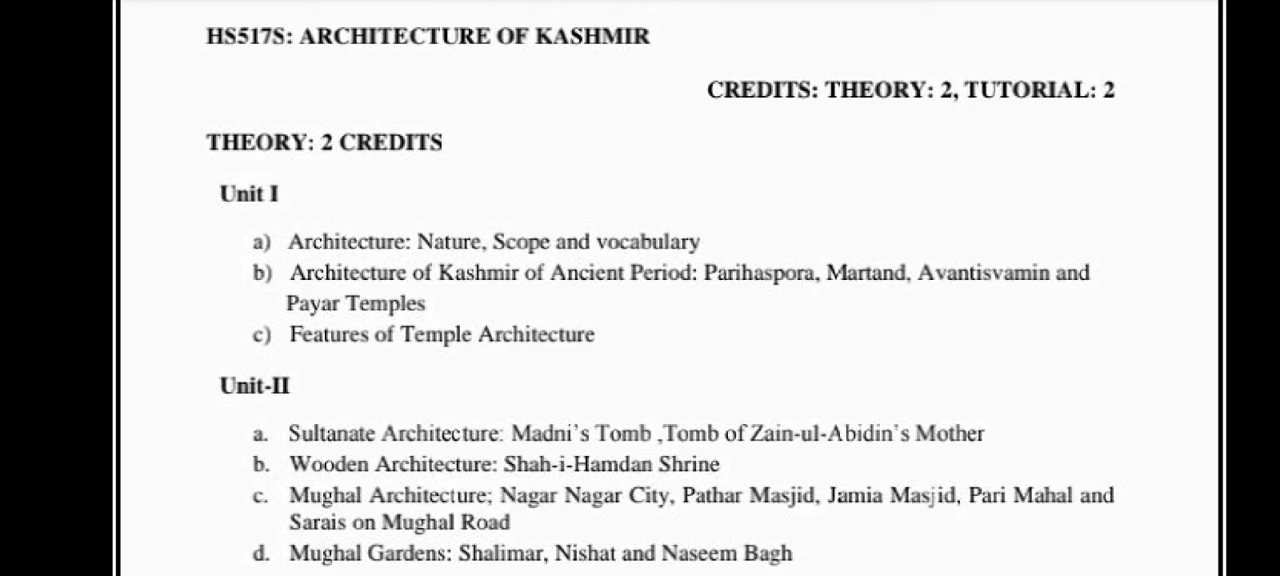 HS517S: ARCHITECTURE OF KASHMIR
CREDITS: THEORY: 2, TUTORIAL: 2
THEORY: 2 CREDITS
Unit I
a) Architecture: Nature, Scope and vocabulary
b) Architecture of Kashmir of Ancient Period: Parihaspora, Martand, Avantisvamin and
Payar Temples
c) Features of Temple Architecture
Unit-II
a. Sultanate Architecture: Madni's Tomb ,Tomb of Zain-ul-Abidin's Mother
b. Wooden Architecture: Shah-i-Hamdan Shrine
c. Mughal Architecture; Nagar Nagar City, Pathar Masjid, Jamia Masjid, Pari Mahal and
Sarais on Mughal Road
d. Mughal Gardens: Shalimar, Nishat and Naseem Bagh